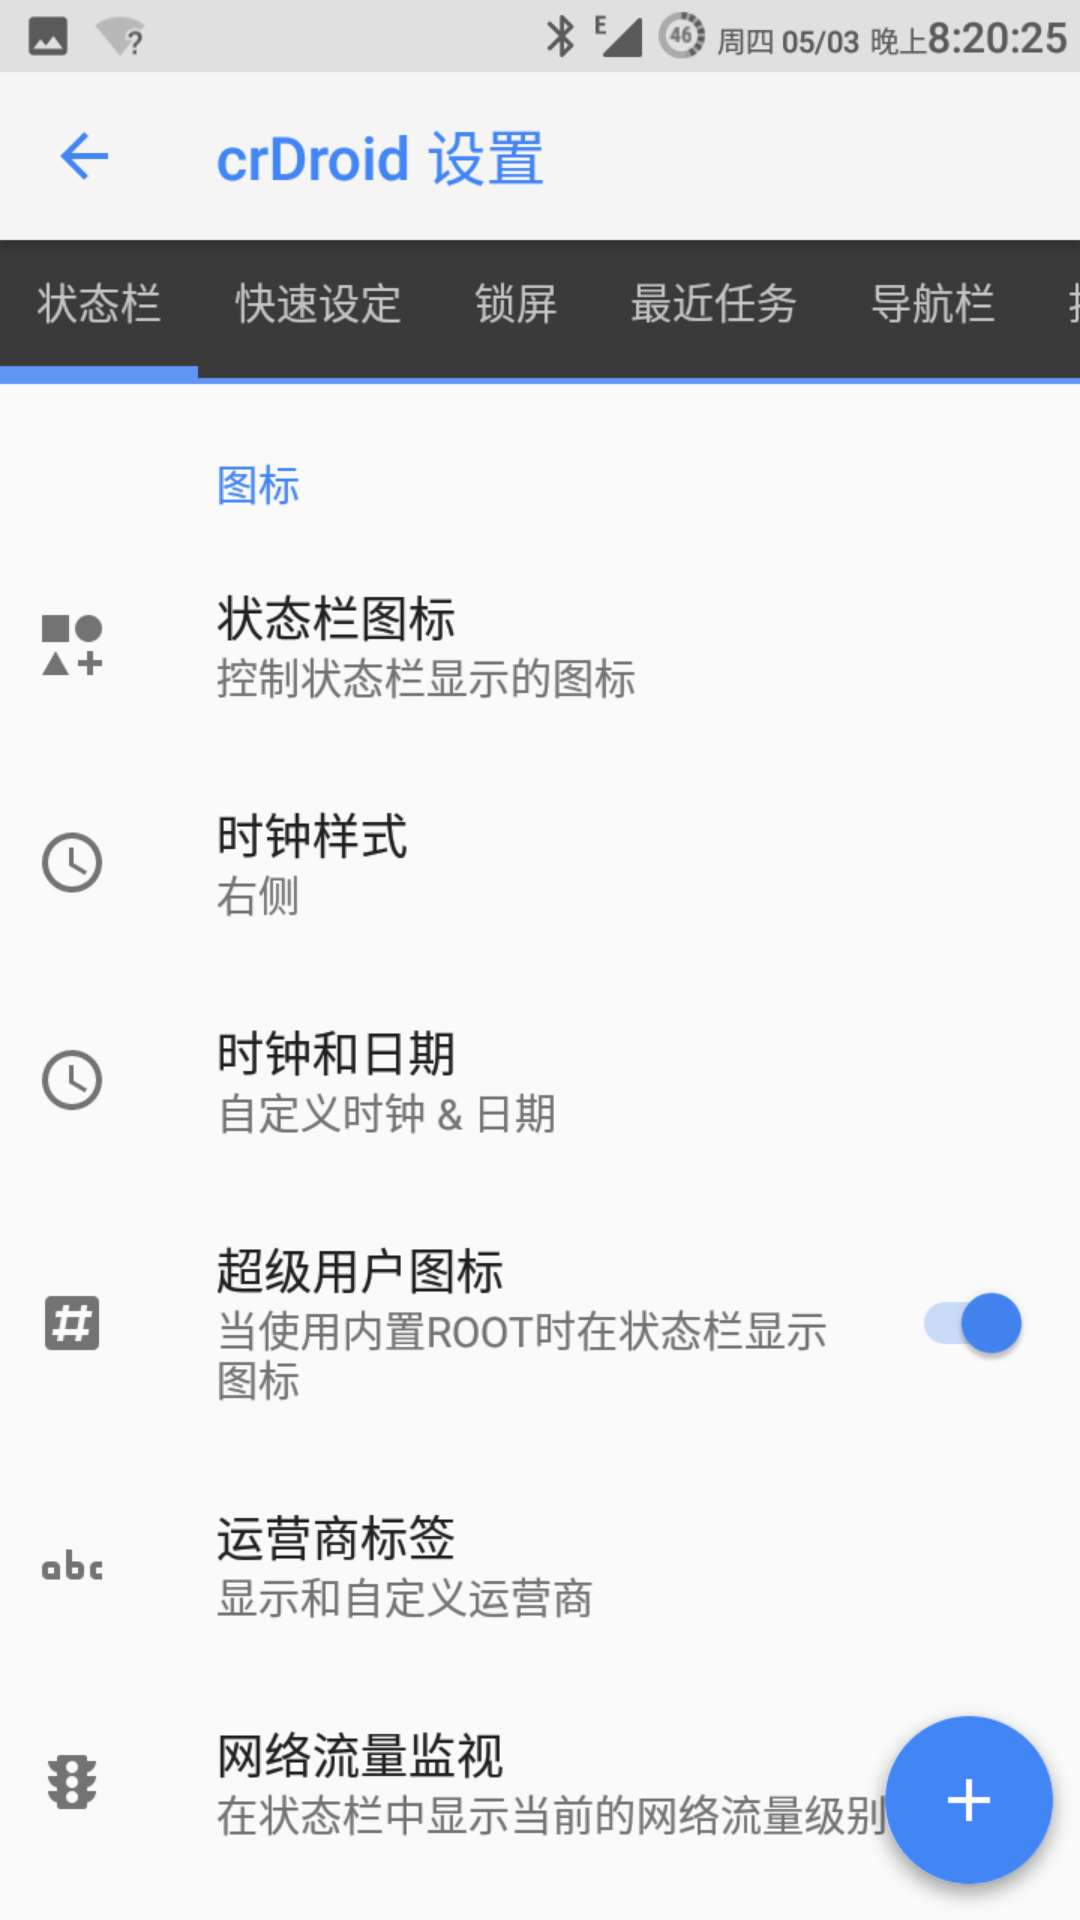 E 46 周四 05/03 晚上8:20:25
crDroid 设置
状态栏 快速设定 锁屏 最近任务 导航栏
图标
状态栏图标
控制状态栏显示的图标
时钟样式
右侧
时钟和日期
自定义时钟 & 日期
超级用户图标
当使用内置ROOT时在状态栏显示
图标
abc
运营商标签
显示和自定义运营商
网络流量监视
在状态栏中显示当前的网络流量级别